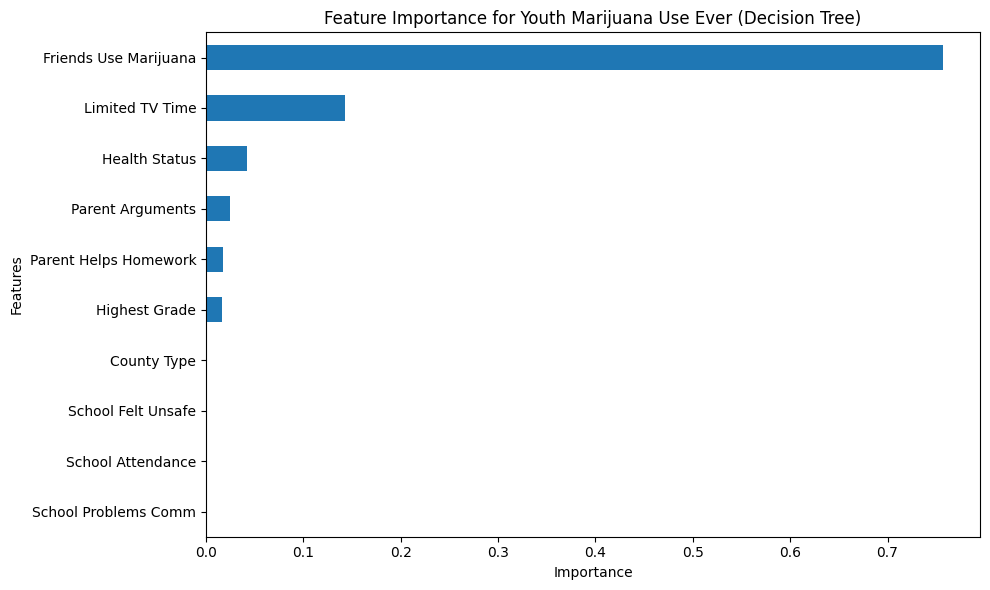 Feature Importance for Youth Marijuana Use Ever (Decision Tree)
Features
Friends Use Marijuana
Limited TV Time
Health Status
Parent Arguments
Parent Helps Homework
Highest Grade
County Type
School Felt Unsafe
School Attendance
School Problems Comm
0.0 0.1 0.2 0.3 0.4 0.5 0.6 0.7
Importance